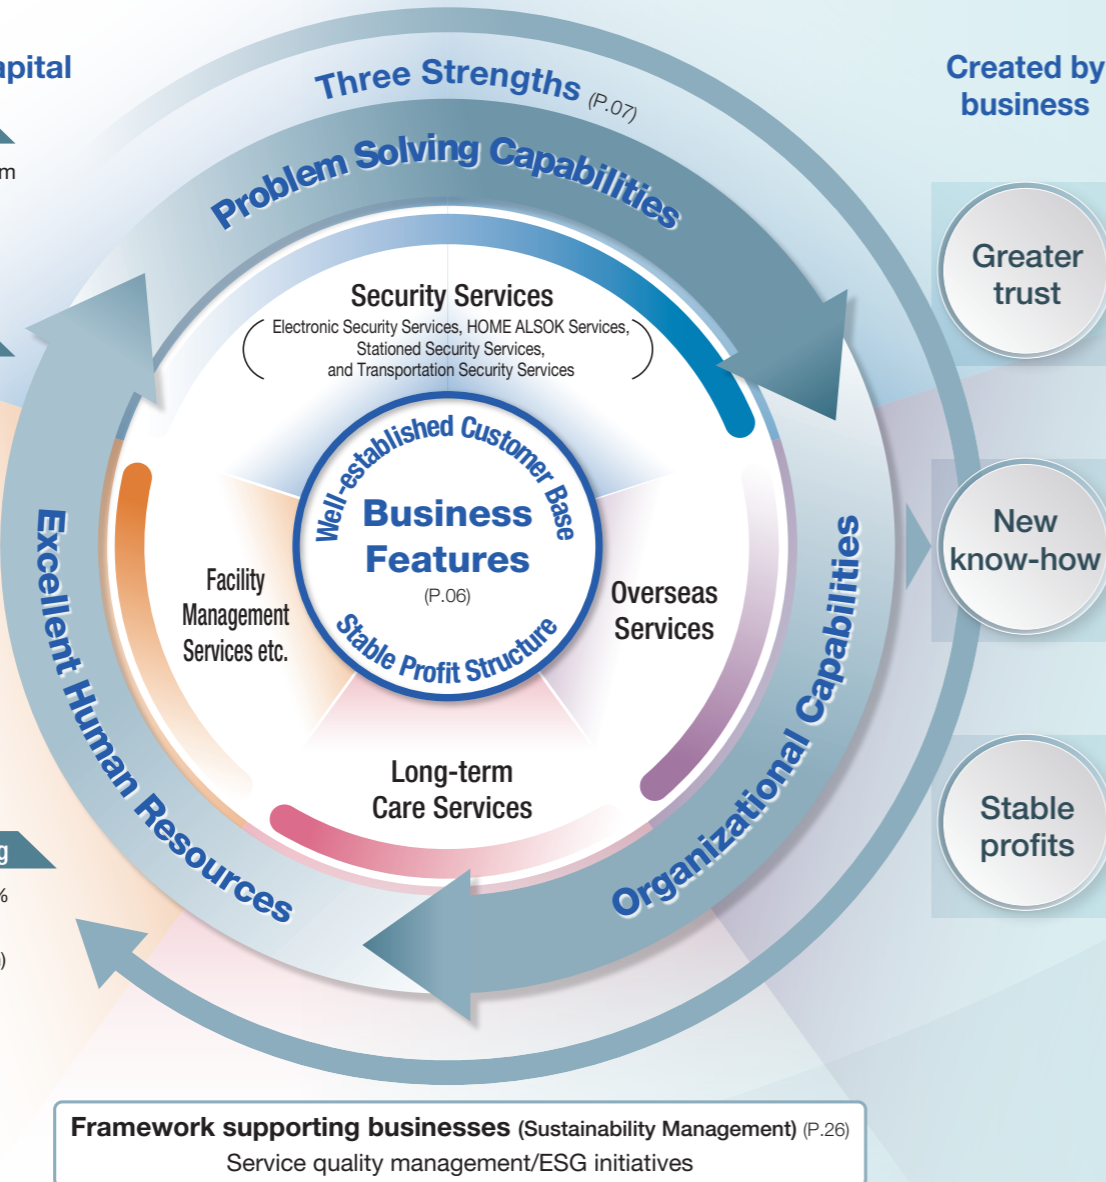 apital
m
g
%
)
Three Strengths (P.07)
Problem Solving Capabilities
Organizational Capabilities
Excellent Human Resources
Security Services
Electronic Security Services, HOME ALSOK Services,
Stationed Security Services,
and Transportation Security Services
Well-established Customer Base
Business
Features
(P.06)
Stable Profit Structure
Facility
Management
Services etc.
Overseas
Services
Long-term
Care Services
Created by
business
Greater
trust
New
know-how
Stable
profits
Framework supporting businesses (Sustainability Management) (P.26)
Service quality management/ESG initiatives